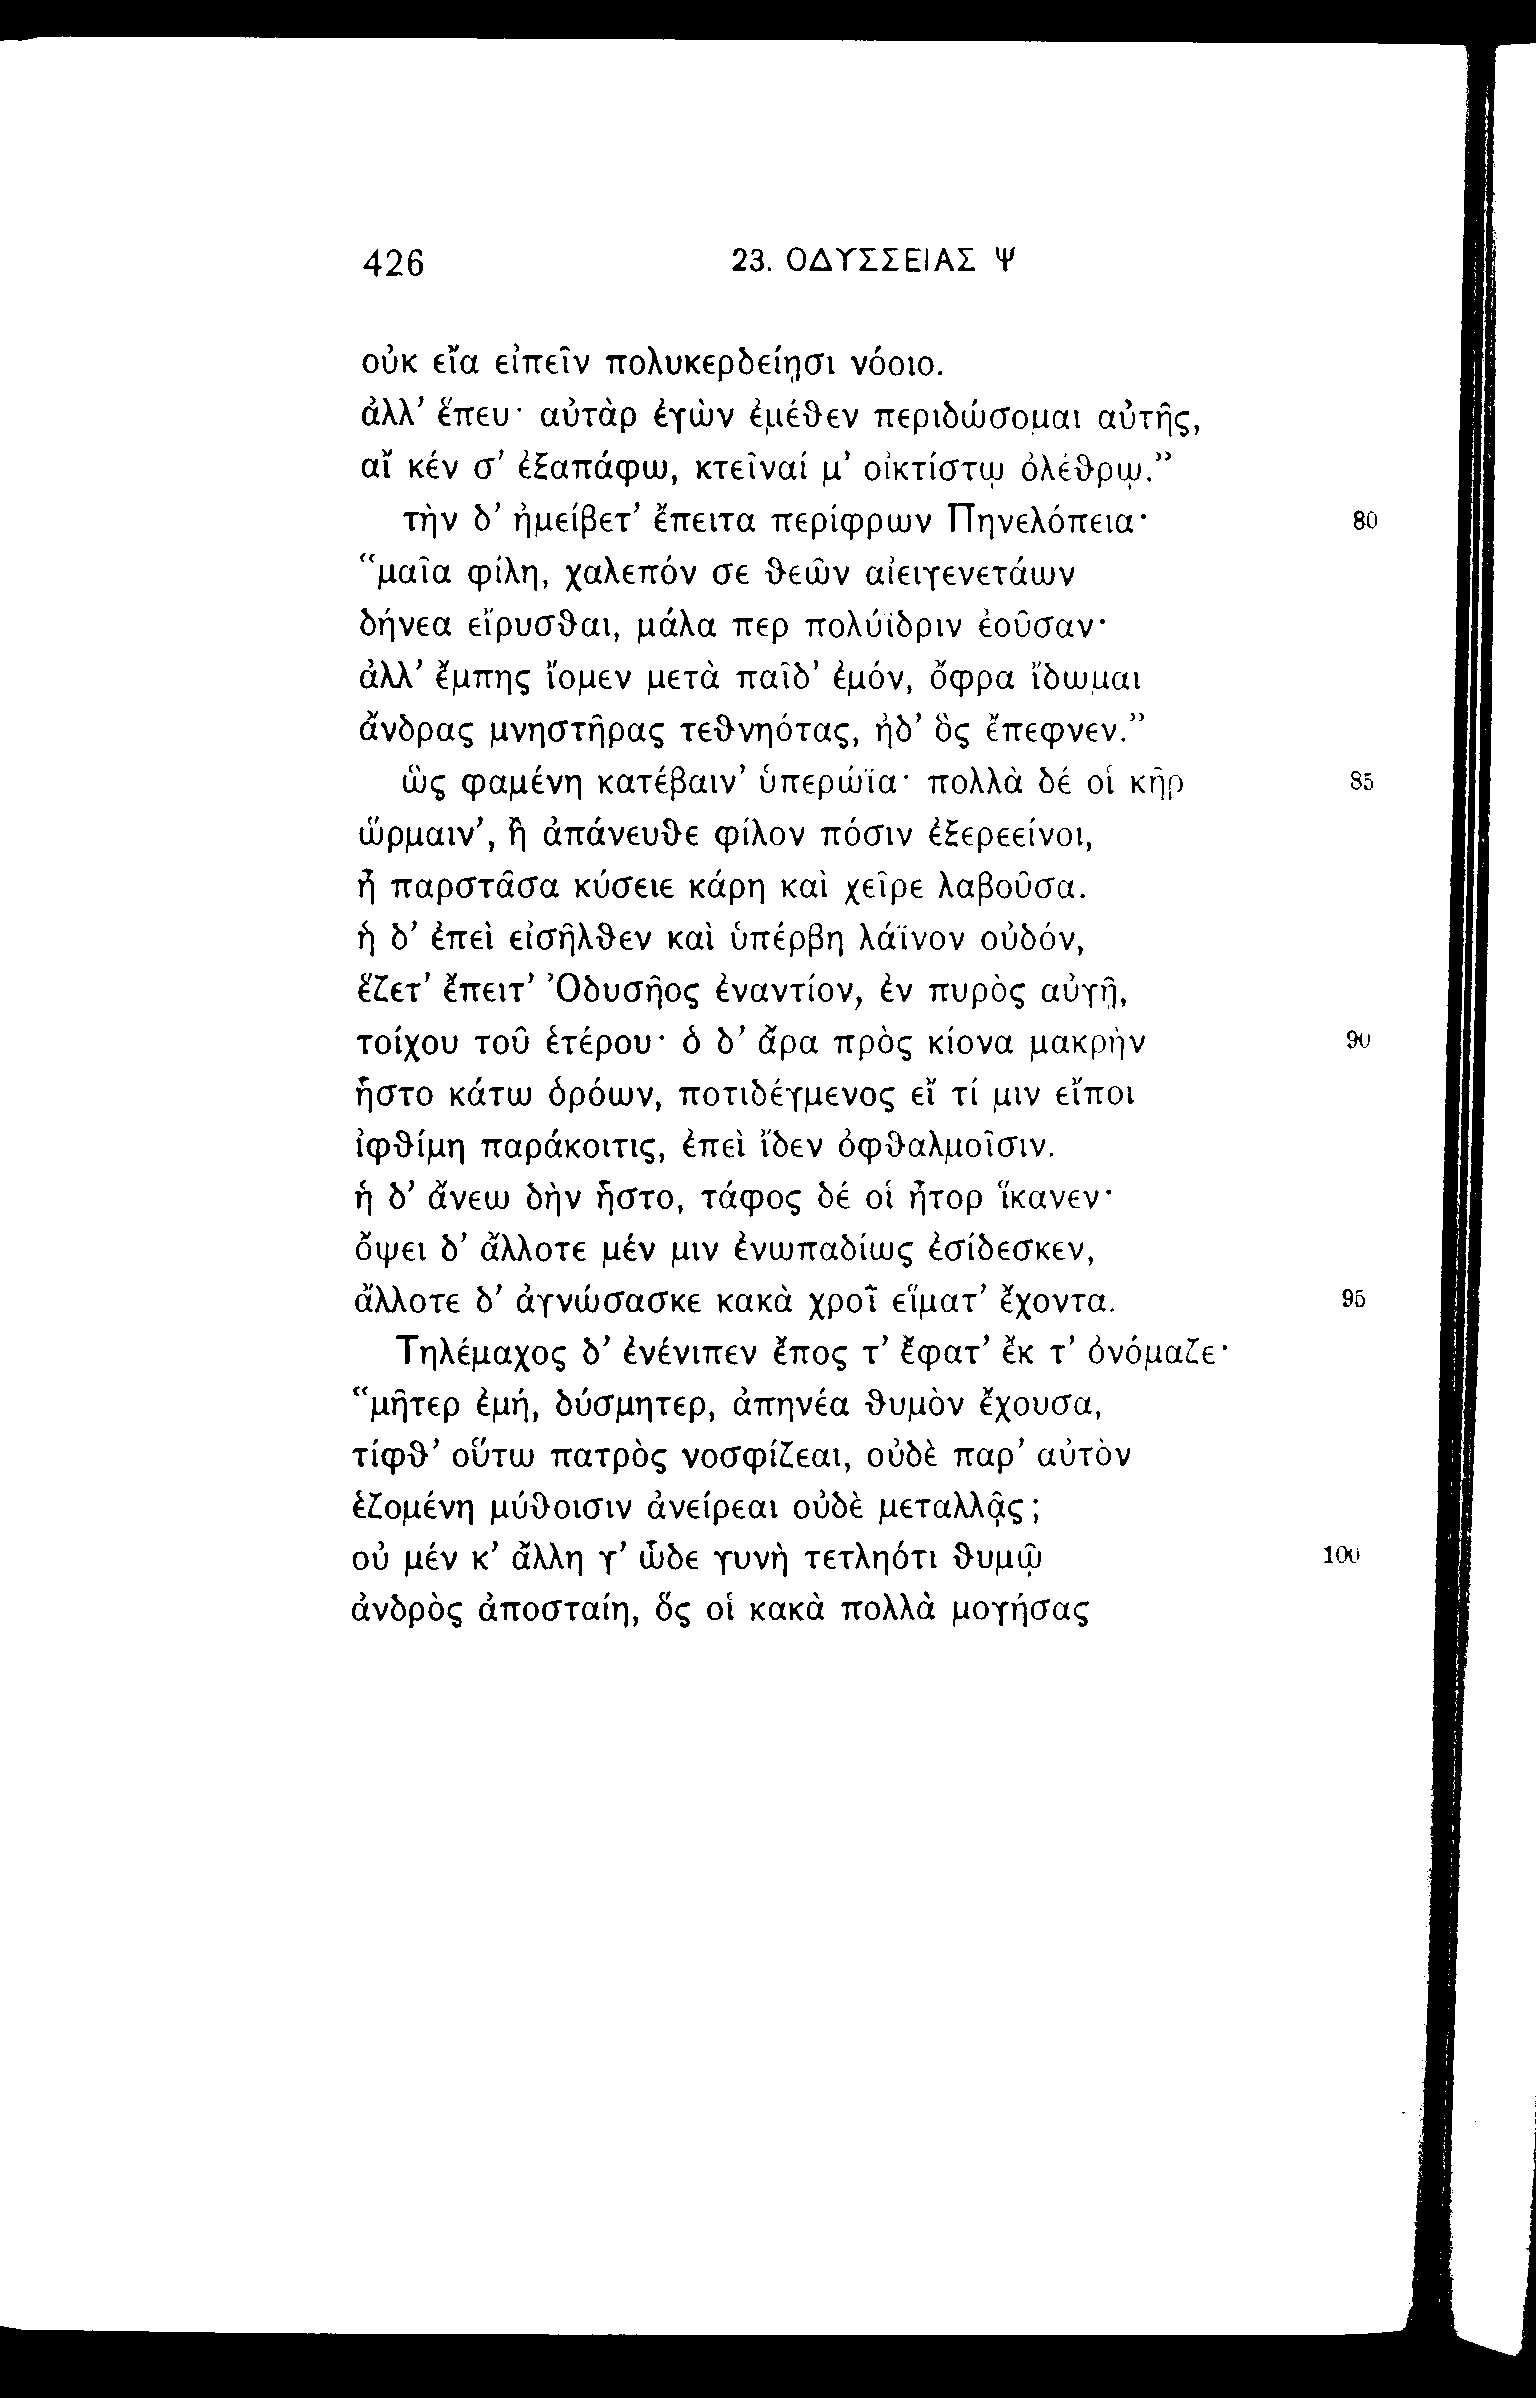 426 23. ΟΔΥΣΣΕΙΑΣ Ψ
οὐκ εἴα εἰπεῖν πολυκερδείῃσι νόοιο.
ἀλλ’ ἕπευ· αὐτὰρ ἐγὼν ἐμέθεν περιδώσομαι αὐτῆς,
αἴ κέν σ’ ἐξαπάφω, κτεῖναί μ’ οἰκτίστῳ ὀλέθρῳ.”
τὴν δ’ ἠμείβετ’ ἔπειτα περίφρων Πηνελόπεια· 80
“μαῖα φίλη, χαλεπόν σε θεῶν αἰειγενετάων
δήνεα εἴρυσθαι, μάλα περ πολύϊδριν ἐοῦσαν·
ἀλλ’ ἔμπης ἴομεν μετὰ παῖδ’ ἐμόν, ὄφρα ἴδωμαι
ἄνδρας μνηστῆρας τεθνηότας, ἠδ’ ὃς ἔπεφνεν.”
ὣς φαμένη κατέβαιν’ ὑπερώϊα· πολλὰ δέ οἱ κῆρ 85
ὥρμαιν’, ἢ ἀπάνευθε φίλον πόσιν ἐξερεείνοι,
ἦ παρστᾶσα κύσειε κάρη καὶ χεῖρε λαβοῦσα.
ἡ δ’ ἐπεὶ εἰσῆλθεν καὶ ὑπέρβη λάϊνον οὐδόν,
ἕζετ’ ἔπειτ’ Ὀδυσῆος ἐναντίον, ἐν πυρὸς αὐγῇ,
τοίχου τοῦ ἑτέρου· ὁ δ’ ἄρα πρὸς κίονα μακρὴν 90
ἧστο κάτω ὁρόων, ποτιδέγμενος εἴ τί μιν εἴποι
ἰφθίμη παράκοιτις, ἐπεὶ ἴδεν ὀφθαλμοῖσιν.
ἡ δ’ ἄνεω δὴν ἧστο, τάφος δέ οἱ ἦτορ ἵκανεν·
ὄψει δ’ ἄλλοτε μέν μιν ἐνωπαδίως ἐσίδεσκεν,
ἄλλοτε δ’ ἀγνώσασκε κακὰ χροῒ εἵματ’ ἔχοντα. 95
Τηλέμαχος δ’ ἐνένιπεν ἔπος τ’ ἔφατ’ ἔκ τ’ ὀνόμαζε·
“μῆτερ ἐμή, δύσμητερ, ἀπηνέα θυμὸν ἔχουσα,
τίφθ’ οὕτω πατρὸς νοσφίζεαι, οὐδὲ παρ’ αὐτὸν
ἑζομένη μύθοισιν ἀνείρεαι οὐδὲ μεταλλᾷς;
οὐ μέν κ’ ἄλλη γ’ ὧδε γυνὴ τετληότι θυμῷ 100
ἀνδρὸς ἀποσταίη, ὅς οἱ κακὰ πολλὰ μογήσας